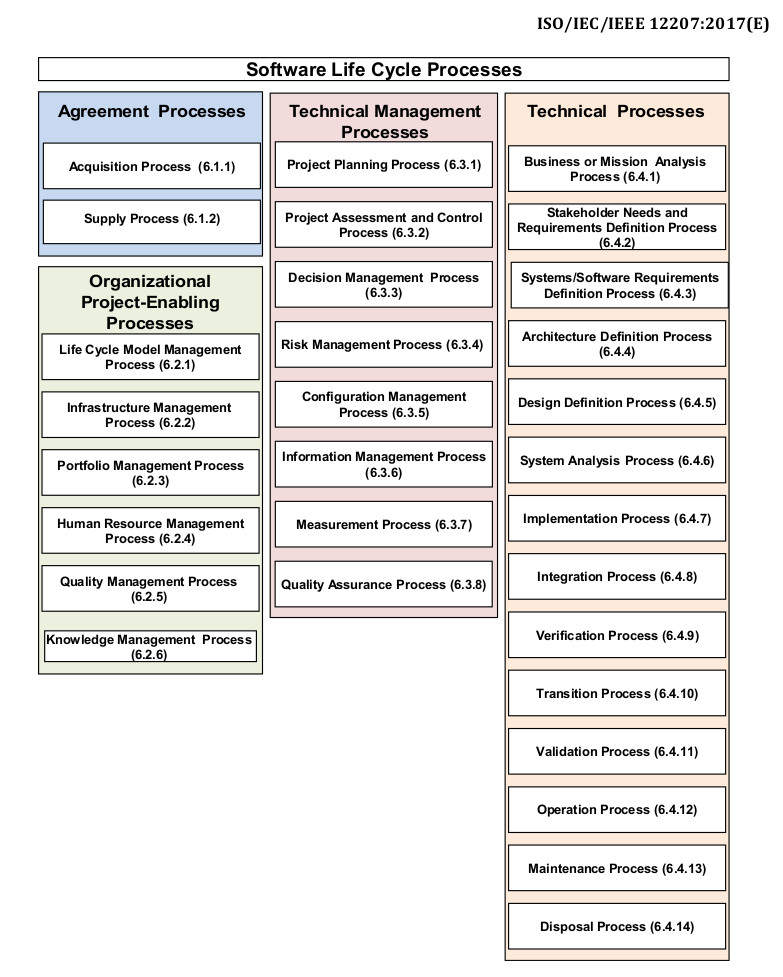 ISO/IEC/IEEE 12207:2017(E)
Software Life Cycle Processes
Agreement Processes
Acquisition Process (6.1.1)
Supply Process (6.1.2)
Organizational
Project-Enabling
Processes
Life Cycle Model Management
Process (6.2.1)
Infrastructure Management
Process (6.2.2)
Portfolio Management Process
(6.2.3)
Human Resource Management
Process (6.2.4)
Quality Management Process
(6.2.5)
Knowledge Management Process
(6.2.6)
Technical Management
Processes
Project Planning Process (6.3.1)
Project Assessment and Control
Process (6.3.2)
Decision Management Process
(6.3.3)
Risk Management Process (6.3.4)
Configuration Management
Process (6.3.5)
Information Management Process
(6.3.6)
Measurement Process (6.3.7)
Quality Assurance Process (6.3.8)
Technical Processes
Business or Mission Analysis
Process (6.4.1)
Stakeholder Needs and
Requirements Definition Process
(6.4.2)
Systems/Software Requirements
Definition Process (6.4.3)
Architecture Definition Process
(6.4.4)
Design Definition Process (6.4.5)
System Analysis Process (6.4.6)
Implementation Process (6.4.7)
Integration Process (6.4.8)
Verification Process (6.4.9)
Transition Process (6.4.10)
Validation Process (6.4.11)
Operation Process (6.4.12)
Maintenance Process (6.4.13)
Disposal Process (6.4.14)